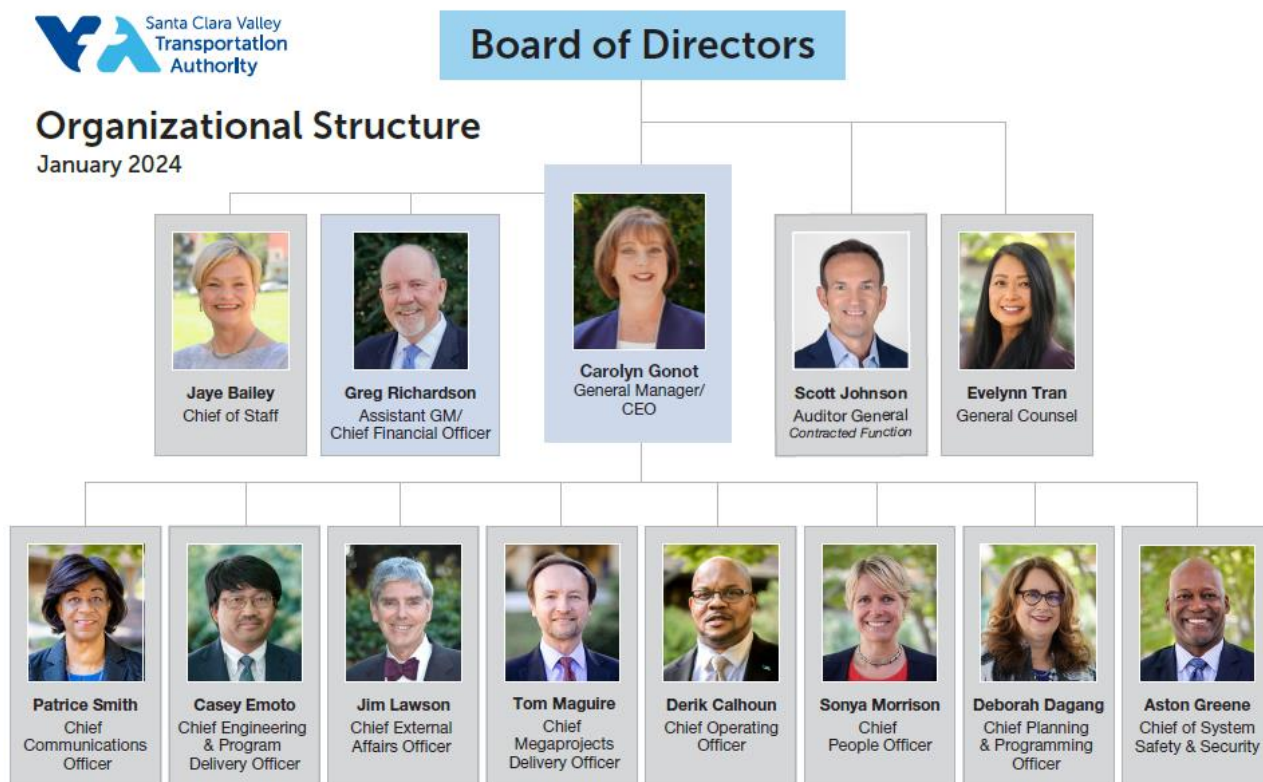 Santa Clara Valley
Transportation
Authority
Board of Directors
Organizational Structure
January 2024
Jaye Bailey
Chief of Staff
Greg Richardson
Assistant GM/
Chief Financial Officer
Carolyn Gonot
General Manager/
CEO
Scott Johnson
Auditor General
Contracted Function
Evelynn Tran
General Counsel
Patrice Smith
Chief
Communications
Officer
Casey Emoto
Chief Engineering
& Program
Delivery Officer
Jim Lawson
Chief External
Affairs Officer
Tom Maguire
Chief
Megaprojects
Delivery Officer
Derik Calhoun
Chief Operating
Officer
Sonya Morrison
Chief
People Officer
Deborah Dagang
Chief Planning
& Programming
Officer
Aston Greene
Chief of System
Safety & Security